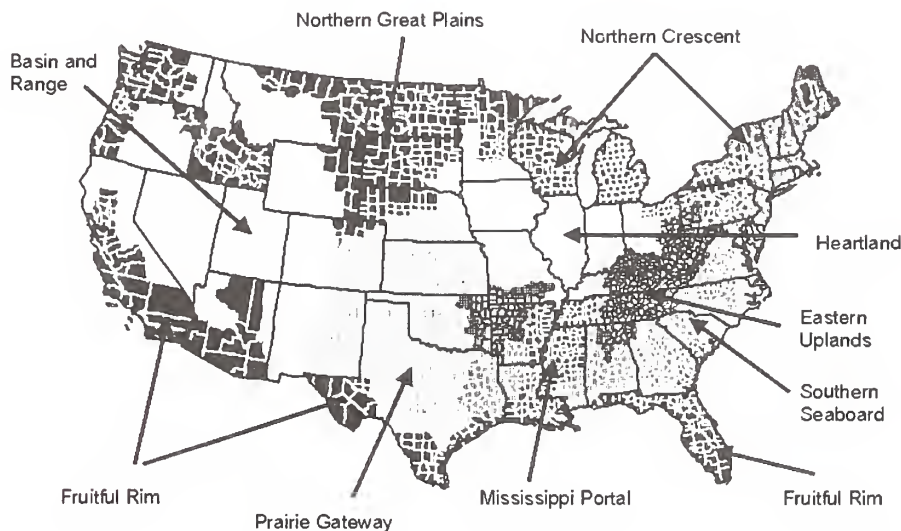 Northern Great Plains
Northern Crescent
Basin and
Range
Heartland
Eastern
Uplands
Southern
Seaboard
Fruitful Rim
Mississippi Portal
Fruitful Rim
Prairie Gateway